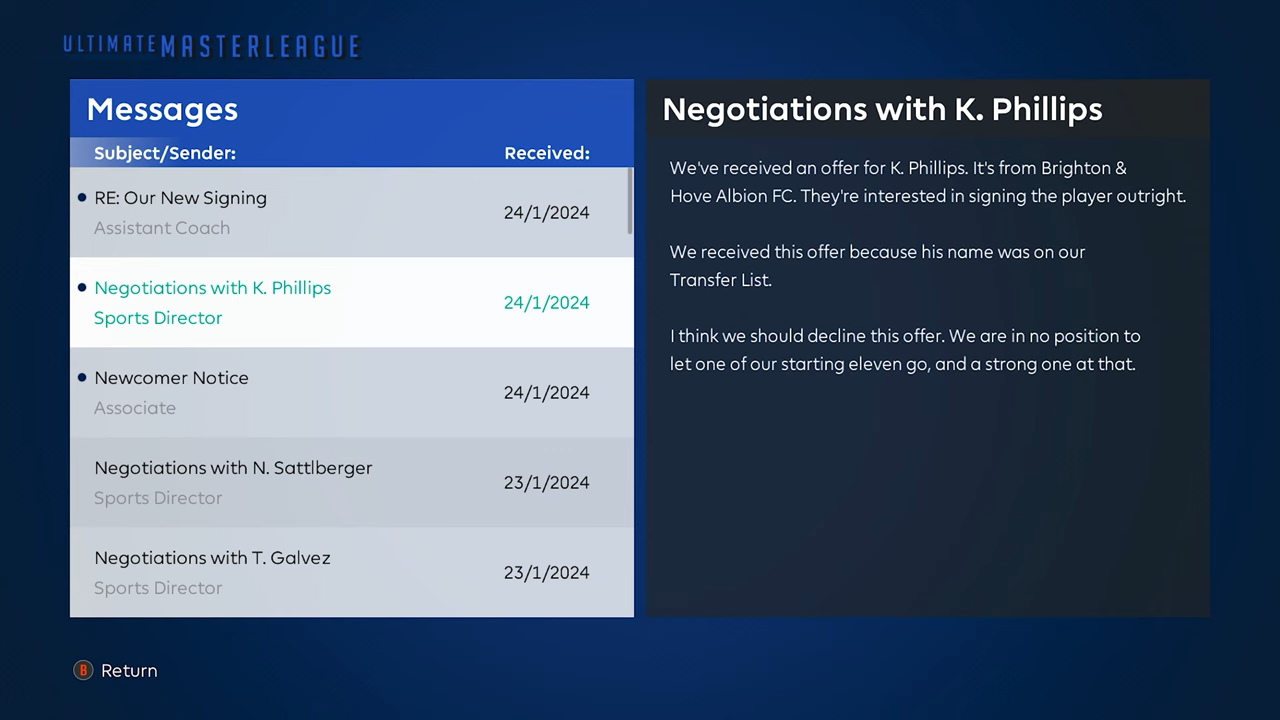 ULTIMATE MASTERLEAGUE
Messages
Subject/Sender: Received:
RE: Our New Signing
Assistant Coach
24/1/2024
Negotiations with K. Phillips
Sports Director
24/1/2024
Newcomer Notice
Associate
24/1/2024
Negotiations with N. Sattlberger
Sports Director
23/1/2024
Negotiations with T. Galvez
Sports Director
23/1/2024
Negotiations with K. Phillips
We've received an offer for K. Phillips. It's from Brighton &
Hove Albion FC. They're interested in signing the player outright.
We received this offer because his name was on our
Transfer List.
I think we should decline this offer. We are in no position to
let one of our starting eleven go, and a strong one at that.
B Return